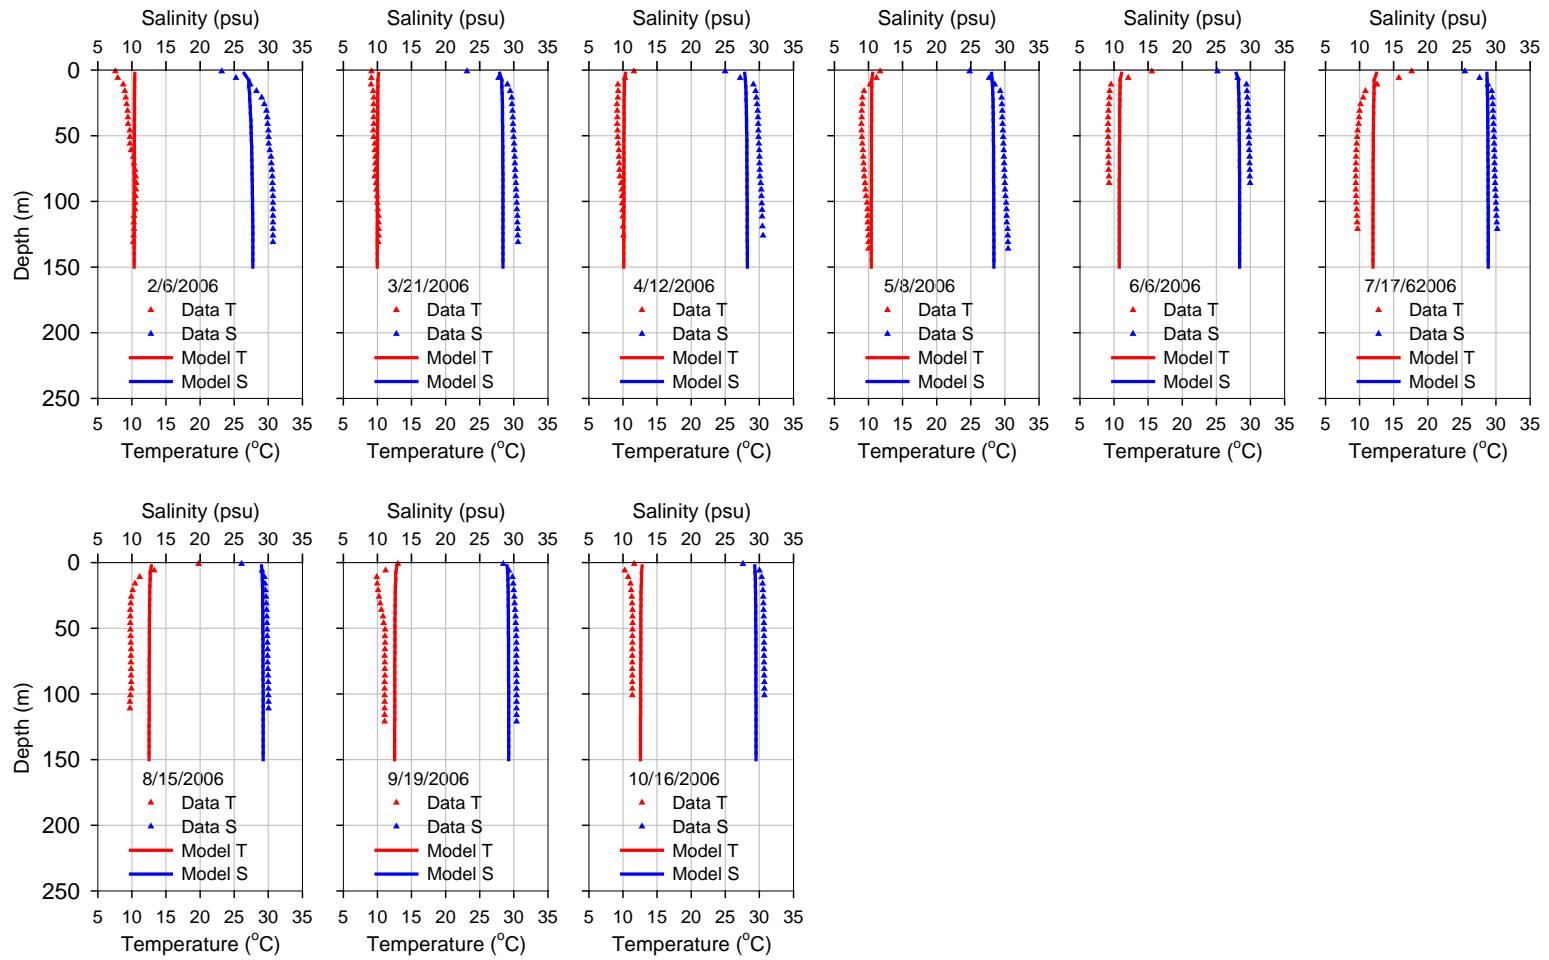 Salinity (psu) Salinity (psu) Salinity (psu) Salinity (psu) Salinity (psu) Salinity (psu)
5 10 15 20 25 30 35 5 10 15 20 25 30 35 5 10 15 20 25 30 35 5 10 15 20 25 30 35 5 10 15 20 25 30 35 5 10 15 20 25 30 35
0
50
100
150
200
250
Depth (m)
2/6/2006 3/21/2006 4/12/2006 5/8/2006 6/6/2006 7/17/62006
Data T Data T Data T Data T Data T Data T
Data S Data S Data S Data S Data S Data S
Model T Model T Model T Model T Model T Model T
Model S Model S Model S Model S Model S Model S
5 10 15 20 25 30 35 5 10 15 20 25 30 35 5 10 15 20 25 30 35 5 10 15 20 25 30 35 5 10 15 20 25 30 35 5 10 15 20 25 30 35
Temperature (°C) Temperature (°C) Temperature (°C) Temperature (°C) Temperature (°C) Temperature (°C)
Salinity (psu) Salinity (psu) Salinity (psu)
5 10 15 20 25 30 35 5 10 15 20 25 30 35 5 10 15 20 25 30 35
0
50
100
150
200
250
Depth (m)
8/15/2006 9/19/2006 10/16/2006
Data T Data T Data T
Data S Data S Data S
Model T Model T Model T
Model S Model S Model S
5 10 15 20 25 30 35 5 10 15 20 25 30 35 5 10 15 20 25 30 35
Temperature (°C) Temperature (°C) Temperature (°C)